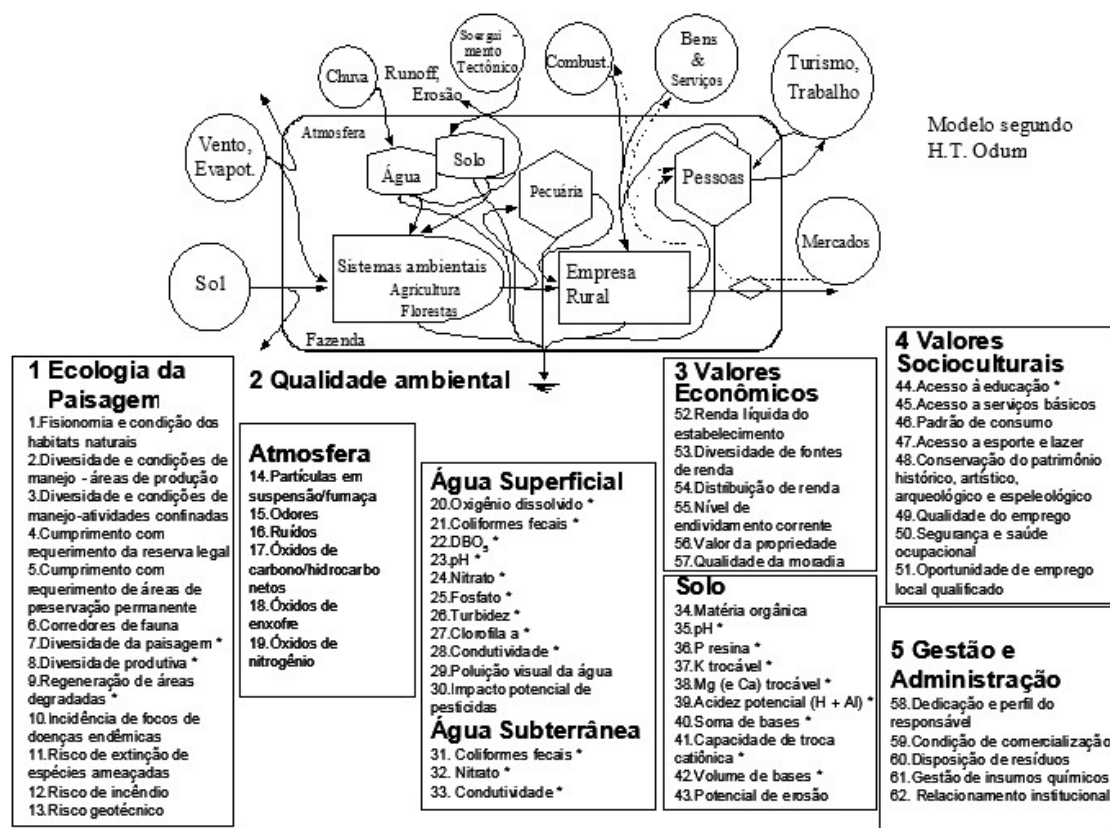 Soergui -
mento
Tectônico
Chuva
Runoff,
Erosão
Combust.
Bens
&
Serviços
Turismo,
Trabalho
Modelo segundo
H.T. Odum
Vento,
Evapot.
Atmosfera
Água
Solo
Pecuária
Pessoas
Mercados
Sol
Sistemas ambientais
Agricultura
Florestas
Empresa
Rural
Fazenda
1 Ecologia da
Paisagem
1.Fisionomia e condição dos
habitats naturais
2.Diversidade e condições de
manejo - áreas de produção
3.Diversidade e condições de
manejo-atividades confinadas
4.Cumprimento com
requerimento da reserva legal
5.Cumprimento com
requerimento de áreas de
preservação permanente
6.Corredores de fauna
7.Diversidade da paisagem *
8.Diversidade produtiva *
9.Regeneração de áreas
degradadas *
10.Incidência de focos de
doenças endêmicas
11.Risco de extinção de
espécies ameaçadas
12.Risco de incêndio
13.Risco geotécnico
2 Qualidade ambiental
Atmosfera
14.Partículas em
suspensão/fumaça
15.Odores
16.Ruídos
17.Óxidos de
carbono/hidrocarbo
netos
18.Óxidos de
enxofre
19.Óxidos de
nitrogênio
Água Superficial
20.Oxigênio dissolvido *
21.Coliformes fecais *
22.DBO5 *
23.pH *
24.Nitrato *
25.Fosfato *
26.Turbidez *
27.Clorofila a *
28.Condutividade *
29.Poluição visual da água
30.Impacto potencial de
pesticidas
Água Subterrânea
31. Coliformes fecais *
32. Nitrato *
33. Condutividade *
3 Valores
Econômicos
52.Renda líquida do
estabelecimento
53.Diversidade de fontes
de renda
54.Distribuição de renda
55.Nível de
endividamento corrente
56.Valor da propriedade
57.Qualidade da moradia
Solo
34.Matéria orgânica
35.pH *
36.P resina *
37.K trocável *
38.Mg (e Ca) trocável *
39.Acidez potencial (H + Al) *
40.Soma de bases *
41.Capacidade de troca
catiônica *
42.Volume de bases *
43.Potencial de erosão
4 Valores
Socioculturais
44.Acesso à educação *
45.Acesso a serviços básicos
46.Padrão de consumo
47.Acesso a esporte e lazer
48.Conservação do patrimônio
histórico, artístico,
arqueológico e espeleológico
49.Qualidade do emprego
50.Segurança e saúde
ocupacional
51.Oportunidade de emprego
local qualificado
5 Gestão e
Administração
58.Dedicação e perfil do
responsável
59.Condição de comercialização
60.Disposição de resíduos
61.Gestão de insumos químicos
62. Relacionamento institucional